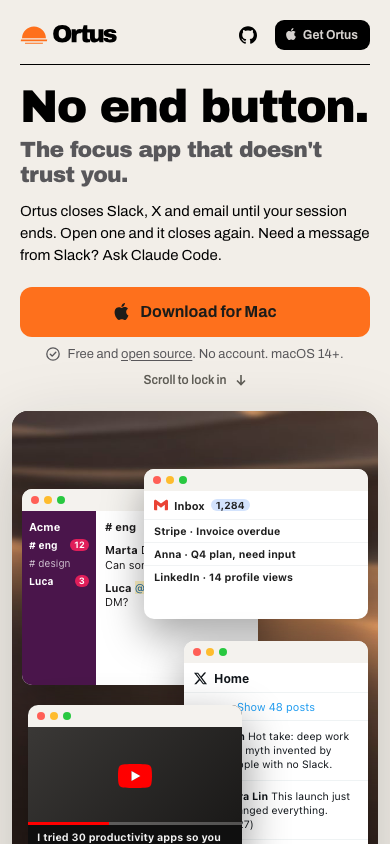 Ortus
Get Ortus
No end button.
The focus app that doesn't
trust you.
Ortus closes Slack, X and email until your session
ends. Open one and it closes again. Need a message
from Slack? Ask Claude Code.
Download for Mac
Free and open source. No account. macOS 14+.
Scroll to lock in
Inbox 1,284
Stripe · Invoice overdue
Anna · Q4 plan, need input
LinkedIn · 14 profile views
Acme
# eng 12
# design
Luca 3
# eng
Marta
Luca @
DM?
Home
Show 48 posts
Hot take: deep work
myth invented by
with no Slack.
Lin This launch just
everything.
I tried 30 productivity apps so you